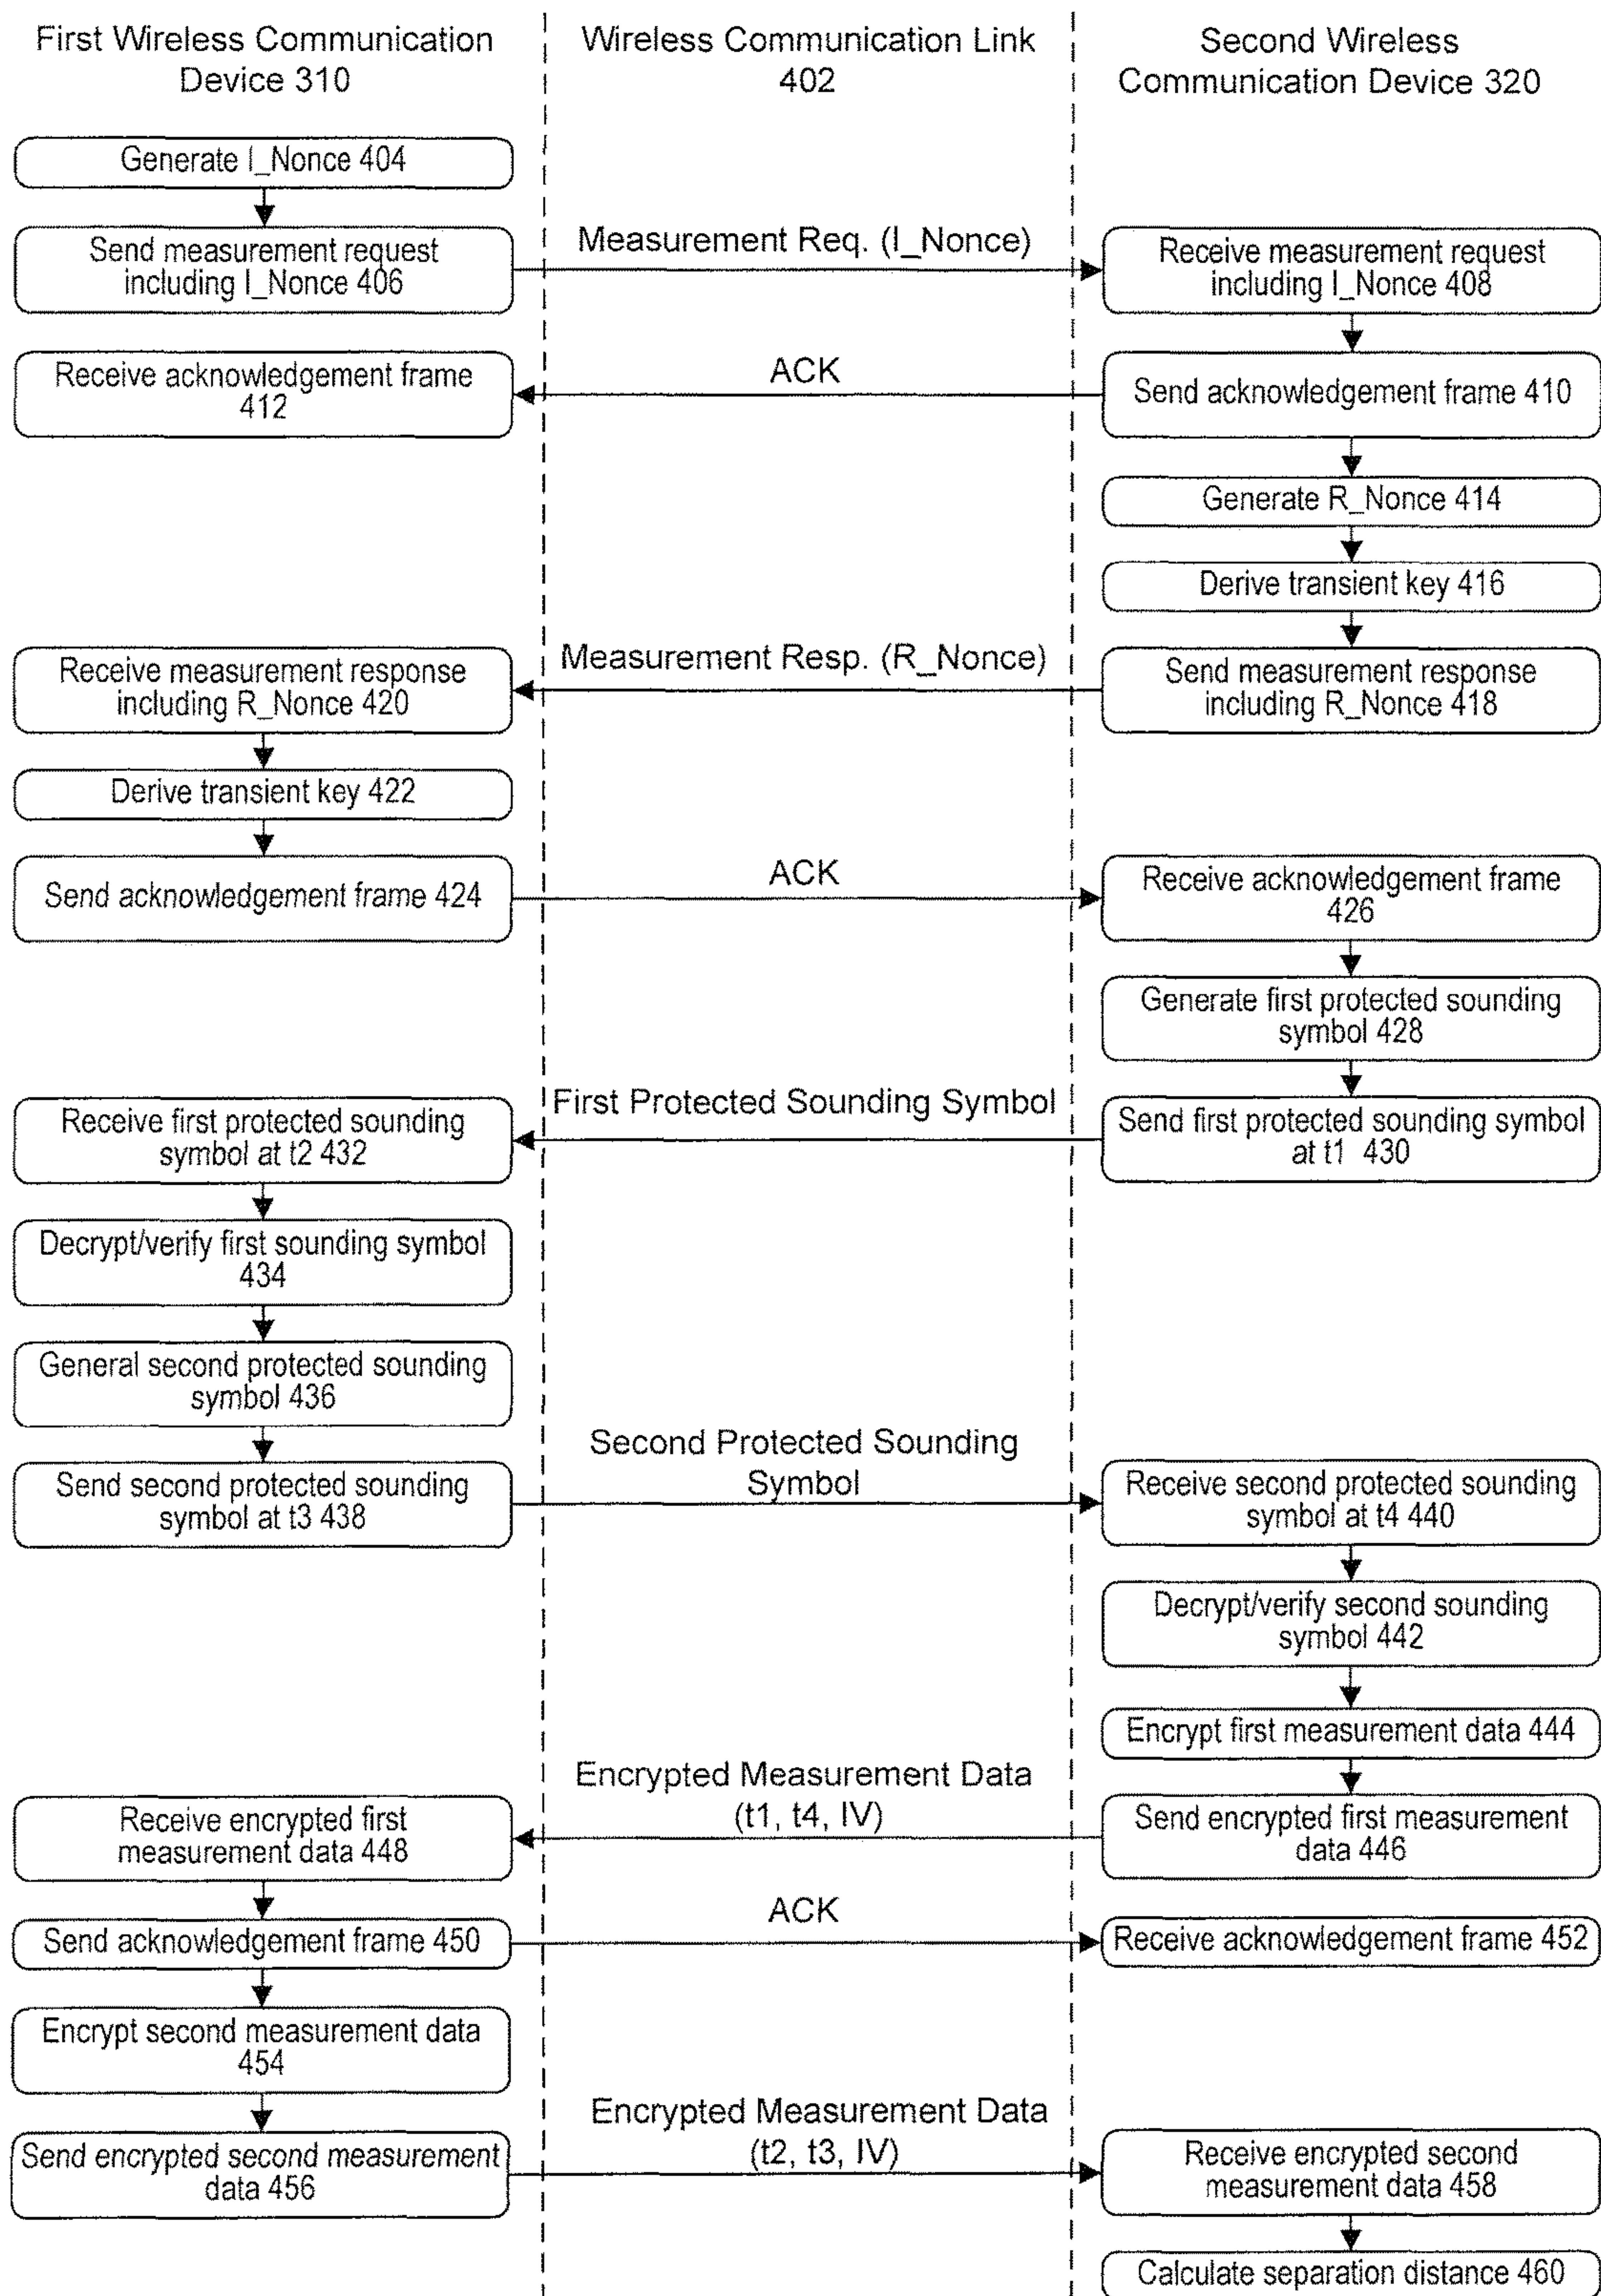 First Wireless Communication
Device 310
Wireless Communication Link
402
Second Wireless
Communication Device 320
Generate I_Nonce 404
Send measurement request
including I_Nonce 406
Measurement Req. (I_Nonce)
Receive measurement request
including I_Nonce 408
Receive acknowledgement frame
412
ACK
Send acknowledgement frame 410
Generate R_Nonce 414
Derive transient key 416
Receive measurement response
including R_Nonce 420
Measurement Resp. (R_Nonce)
Send measurement response
including R_Nonce 418
Derive transient key 422
Send acknowledgement frame 424
ACK
Receive acknowledgement frame
426
Generate first protected sounding
symbol 428
Receive first protected sounding
symbol at t2 432
First Protected Sounding Symbol
Send first protected sounding symbol
at t1 430
Decrypt/verify first sounding symbol
434
General second protected sounding
symbol 436
Send second protected sounding
symbol at t3 438
Second Protected Sounding
Symbol
Receive second protected sounding
symbol at t4 440
Decrypt/verify second sounding
symbol 442
Encrypt first measurement data 444
Receive encrypted first
measurement data 448
Encrypted Measurement Data
(t1, t4, IV)
Send encrypted first measurement
data 446
Send acknowledgement frame 450
ACK
Receive acknowledgement frame 452
Encrypt second measurement data
454
Send encrypted second measurement
data 456
Encrypted Measurement Data
(t2, t3, IV)
Receive encrypted second
measurement data 458
Calculate separation distance 460